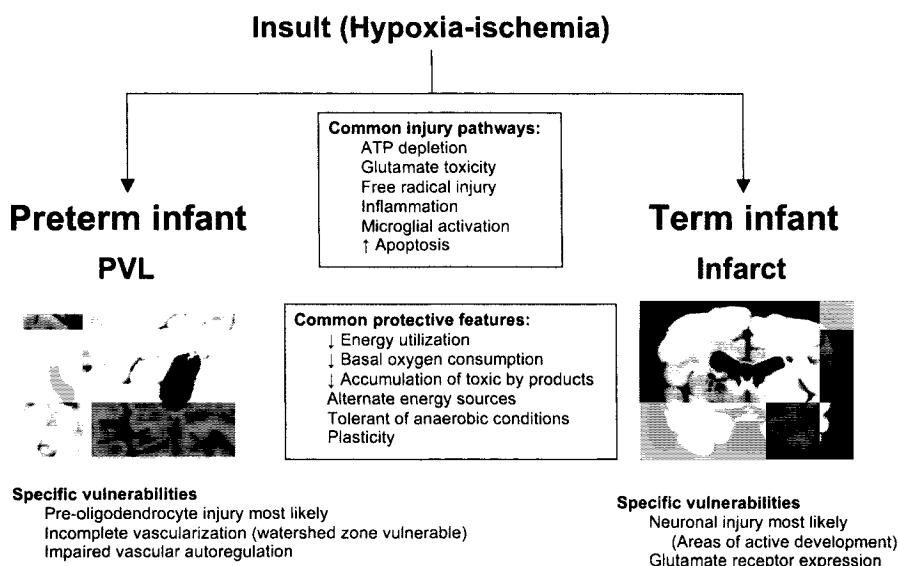 Insult (Hypoxia-ischemia)
Common injury pathways:
ATP depletion
Glutamate toxicity
Free radical injury
Inflammation
Microglial activation
↑ Apoptosis
Preterm infant
PVL
Term infant
Infarct
Common protective features:
↓ Energy utilization
↓ Basal oxygen consumption
↓ Accumulation of toxic by products
Alternate energy sources
Tolerant of anaerobic conditions
Plasticity
Specific vulnerabilities
Pre-oligodendrocyte injury most likely
Incomplete vascularization (watershed zone vulnerable)
Impaired vascular autoregulation
Specific vulnerabilities
Neuronal injury most likely
(Areas of active development)
Glutamate receptor expression